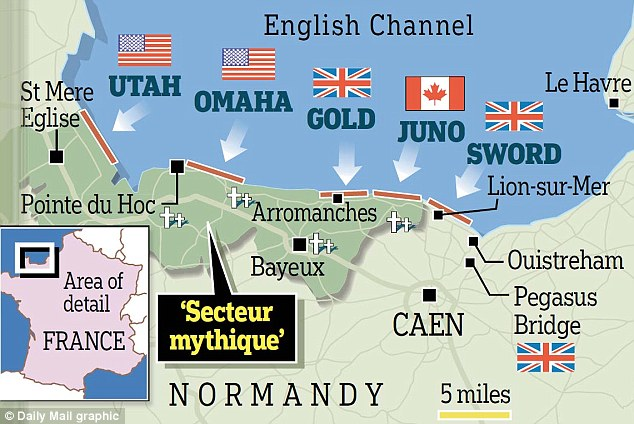 English Channel
UTAH
OMAHA
GOLD
JUNO
SWORD
Le Havre
St Mere
Eglise
Pointe du Hoc
Arromanches
Lion-sur-Mer
Bayeux
Ouistreham
Pegasus
Bridge
CAEN
'Secteur
mythique'
Area of
detail
FRANCE
NORMANDY
5 miles
© Daily Mail graphic